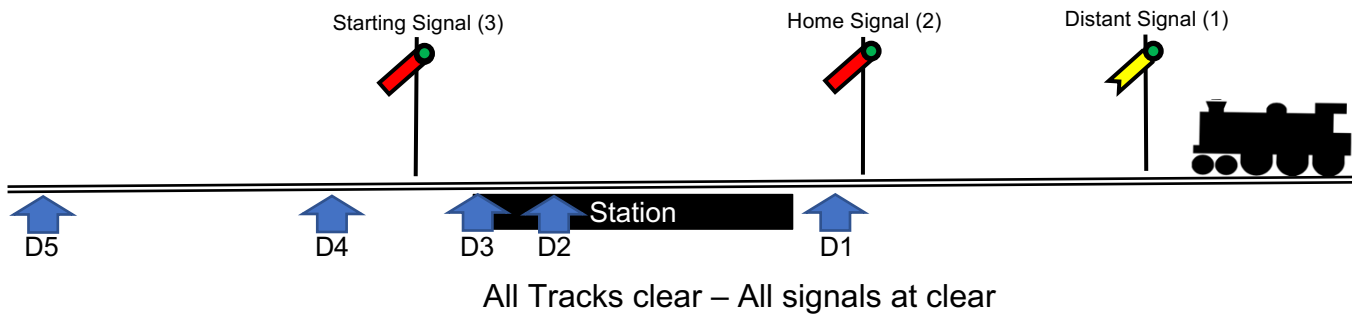 Starting Signal (3)
Home Signal (2)
Distant Signal (1)
Station
D5
D4
D3
D2
D1
All Tracks clear – All signals at clear